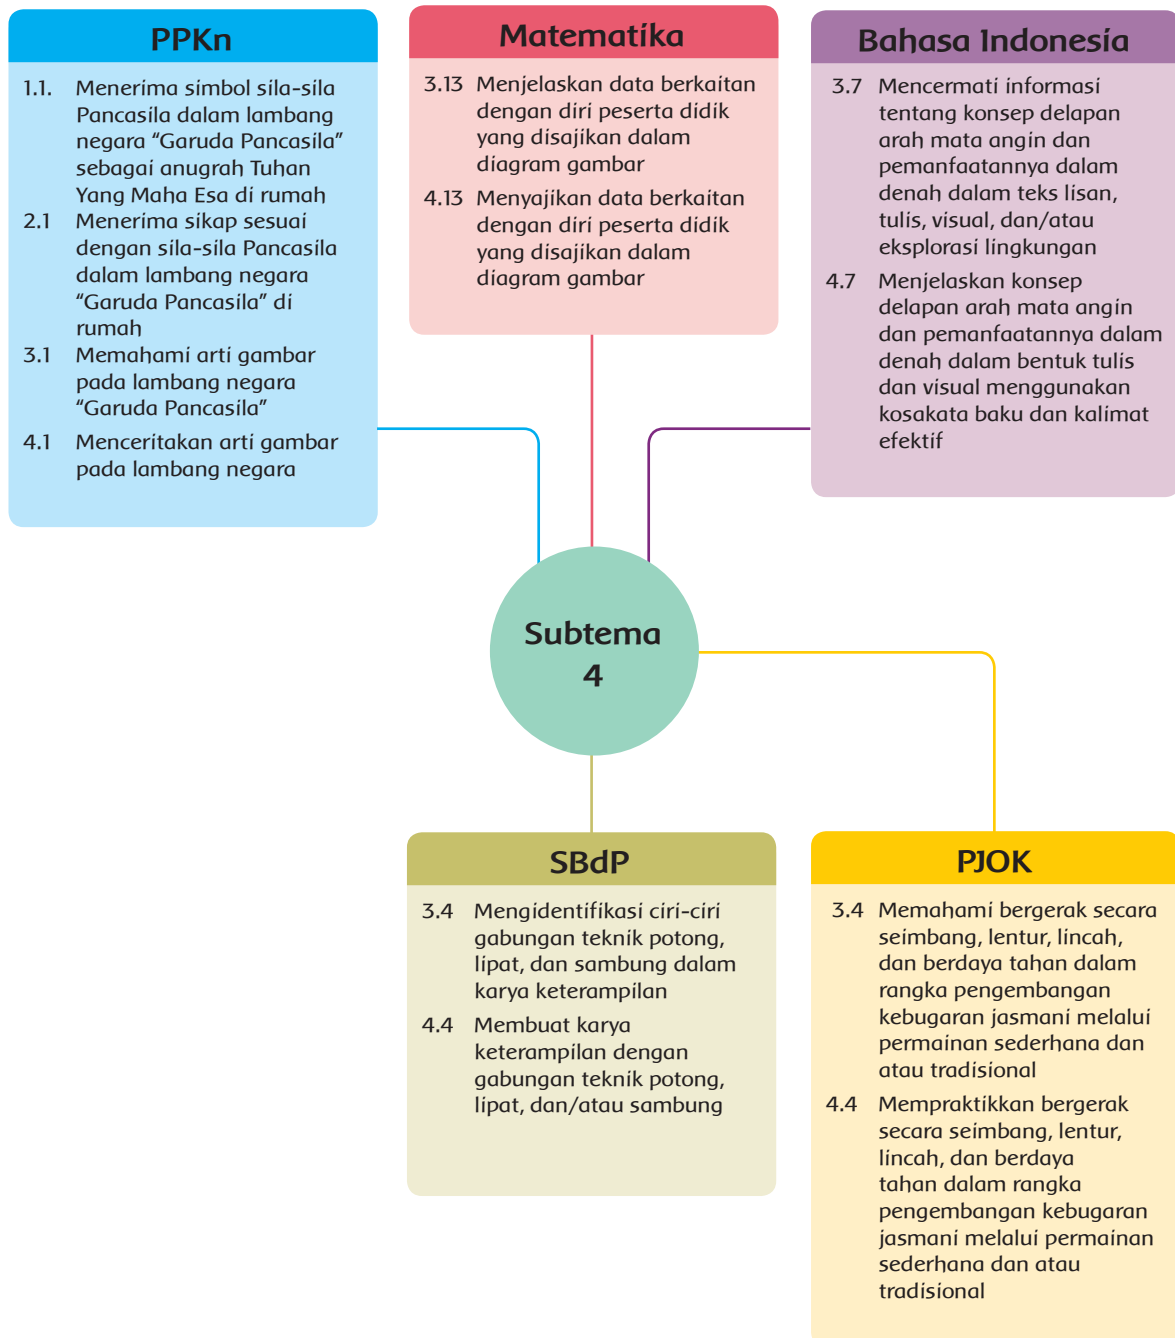 PPKn
1.1. Menerima simbol sila-sila
Pancasila dalam lambang
negara “Garuda Pancasila”
sebagai anugrah Tuhan
Yang Maha Esa di rumah
2.1 Menerima sikap sesuai
dengan sila-sila Pancasila
dalam lambang negara
“Garuda Pancasila” di
rumah
3.1 Memahami arti gambar
pada lambang negara
“Garuda Pancasila”
4.1 Menceritakan arti gambar
pada lambang negara
Matematika
3.13 Menjelaskan data berkaitan
dengan diri peserta didik
yang disajikan dalam
diagram gambar
4.13 Menyajikan data berkaitan
dengan diri peserta didik
yang disajikan dalam
diagram gambar
Bahasa Indonesia
3.7 Mencermati informasi
tentang konsep delapan
arah mata angin dan
pemanfaatannya dalam
denah dalam teks lisan,
tulis, visual, dan/atau
eksplorasi lingkungan
4.7 Menjelaskan konsep
delapan arah mata angin
dan pemanfaatannya dalam
denah dalam bentuk tulis
dan visual menggunakan
kosakata baku dan kalimat
efektif
Subtema
4
SBdP
3.4 Mengidentifikasi ciri-ciri
gabungan teknik potong,
lipat, dan sambung dalam
karya keterampilan
4.4 Membuat karya
keterampilan dengan
gabungan teknik potong,
lipat, dan/atau sambung
PJOK
3.4 Memahami bergerak secara
seimbang, lentur, lincah,
dan berdaya tahan dalam
rangka pengembangan
kebugaran jasmani melalui
permainan sederhana dan
atau tradisional
4.4 Mempraktikkan bergerak
secara seimbang, lentur,
lincah, dan berdaya
tahan dalam rangka
pengembangan kebugaran
jasmani melalui permainan
sederhana dan atau
tradisional